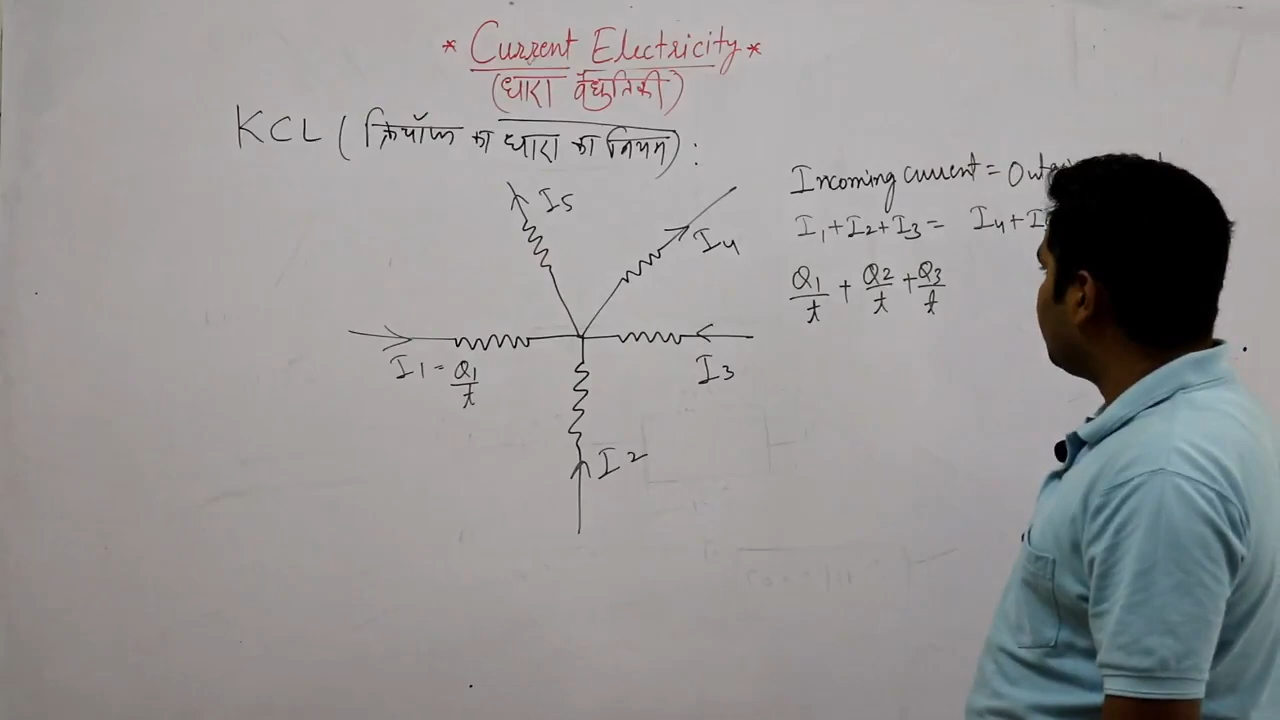 * Current Electricity *
(धारा वैद्युतिकी)
KCL ( का धारा का नियम) :
Incoming current =
I₁ + I₂ + I₃ = I₄ +
Q₁/t + Q₂/t + Q₃/t
I₅
I₄
I₁ = Q₁/t
I₃
I₂